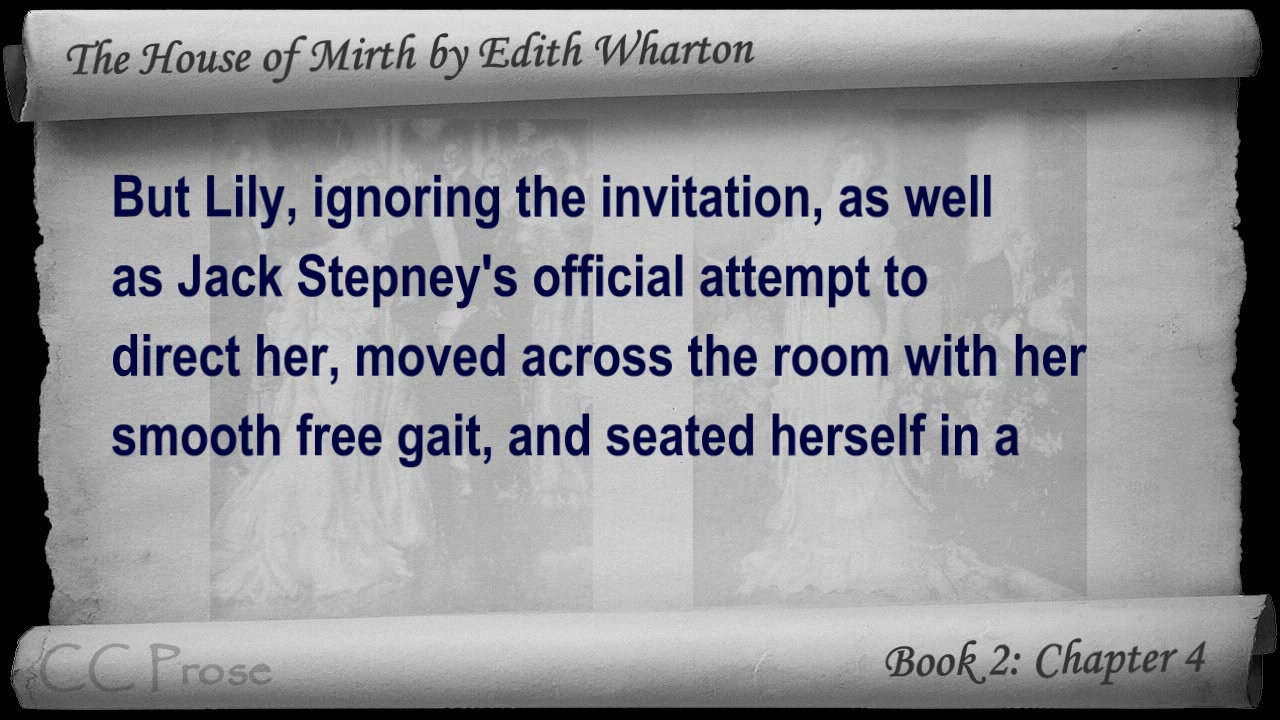 The House of Mirth by Edith Wharton
But Lily, ignoring the invitation, as well
as Jack Stepney's official attempt to
direct her, moved across the room with her
smooth free gait, and seated herself in a
CC Prose
Book 2: Chapter 4